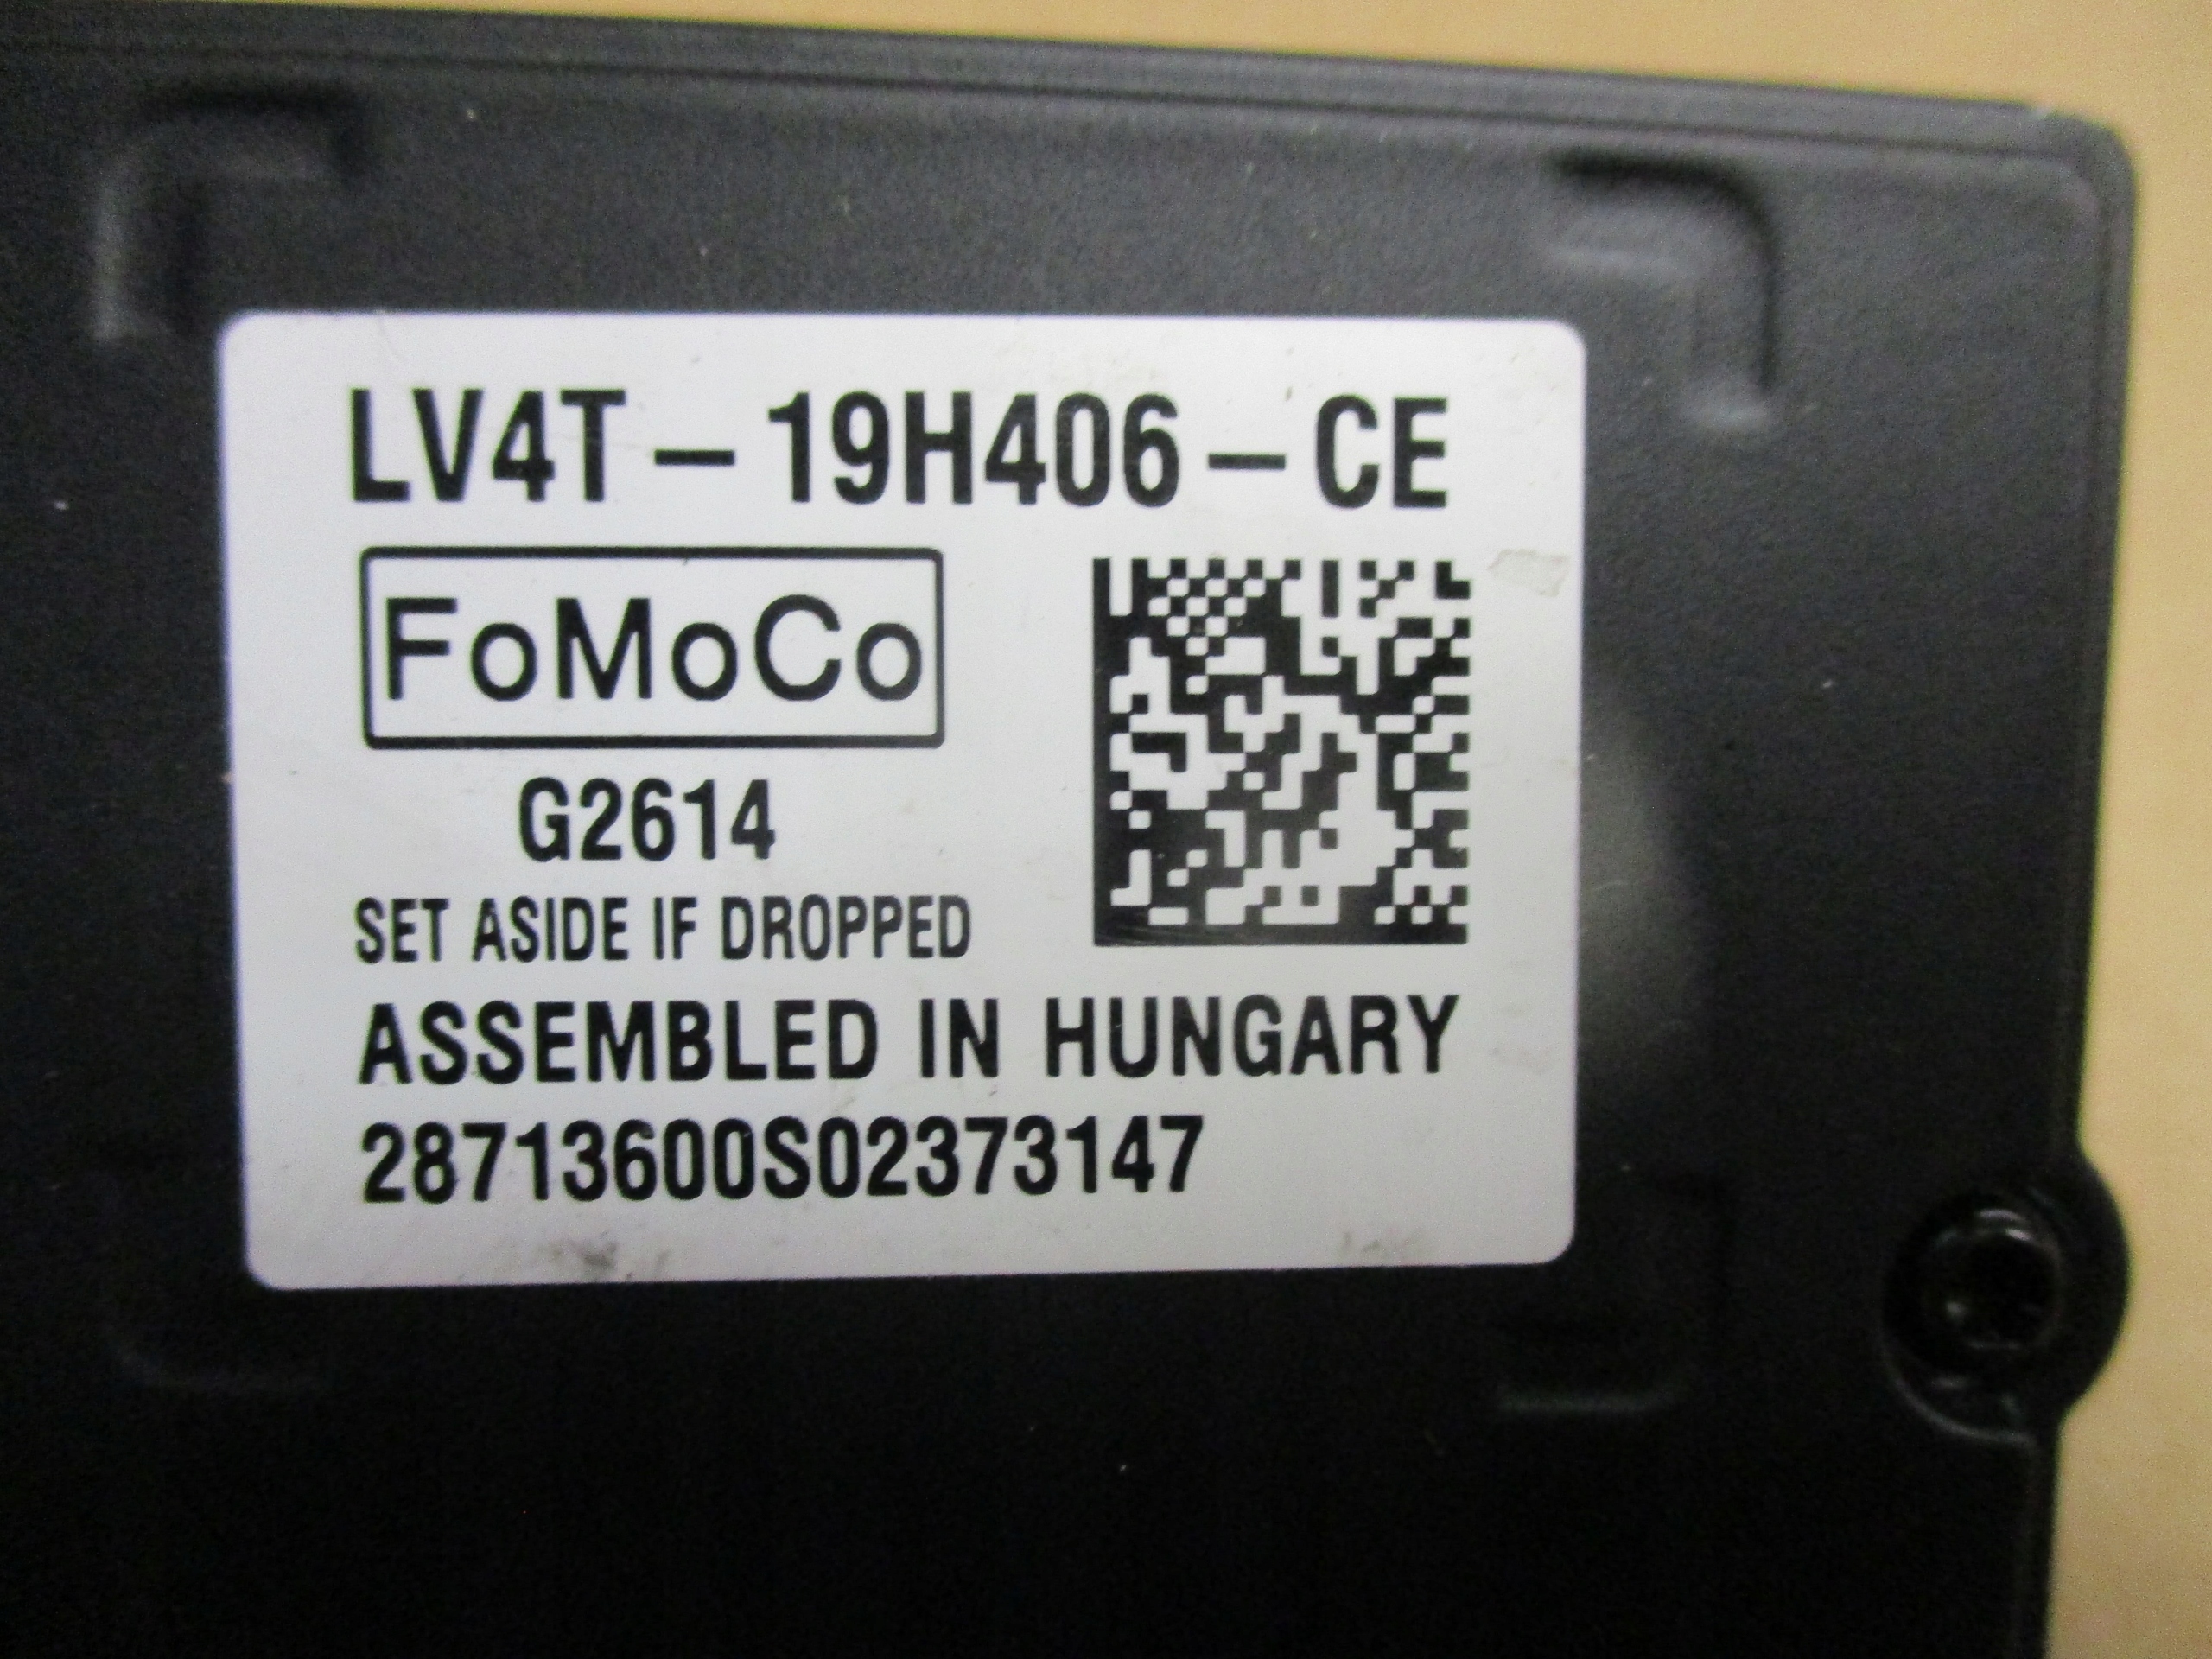 LV4T-19H406-CE
FoMoCo
G2614
SET ASIDE IF DROPPED
ASSEMBLED IN HUNGARY
28713600S02373147